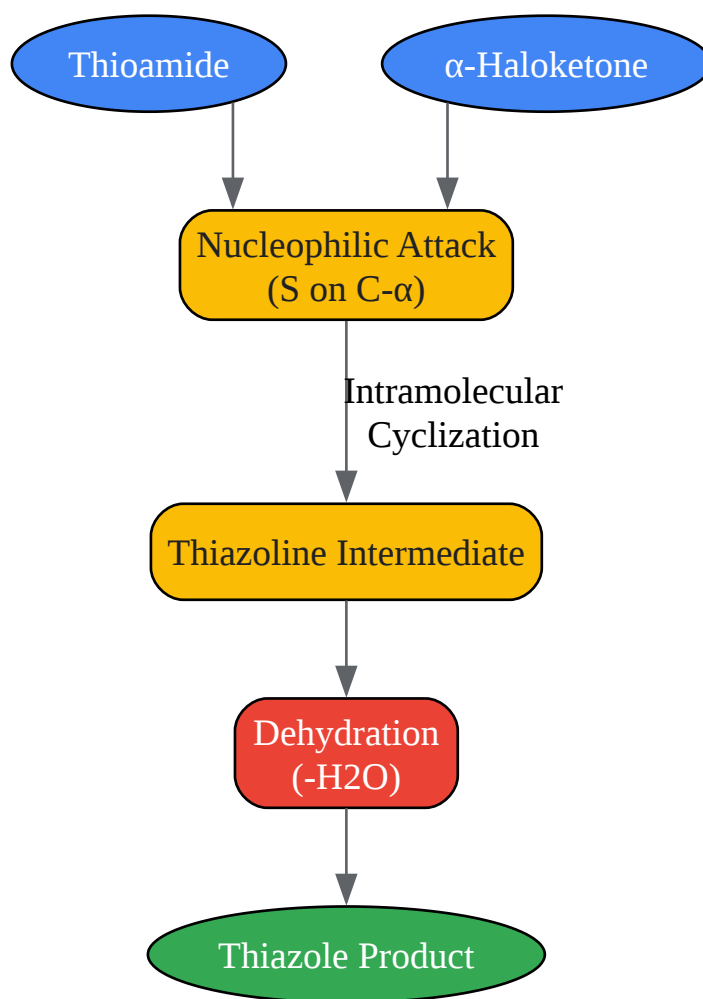 Thioamide
α-Haloketone
Nucleophilic Attack
(S on C-α)
Intramolecular
Cyclization
Thiazoline Intermediate
Dehydration
(-H2O)
Thiazole Product